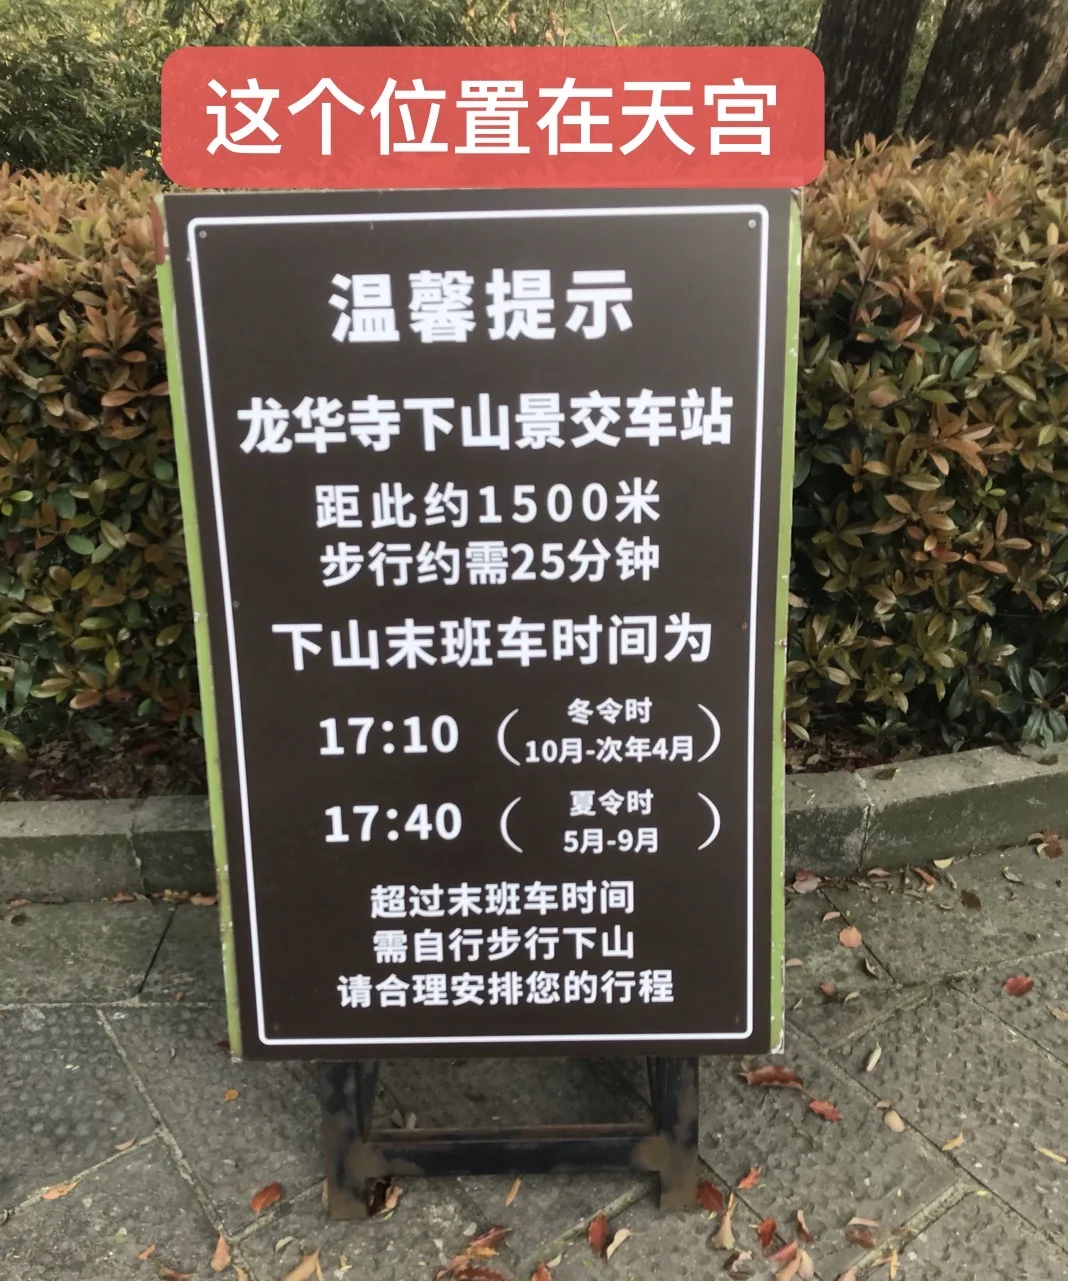 这个位置在天宫
温馨提示
龙华寺下山景交车站
距此约1500米
步行约需25分钟
下山末班车时间为
17:10（冬令时 10月-次年4月）
17:40（夏令时 5月-9月）
超过末班车时间
需自行步行下山
请合理安排您的行程